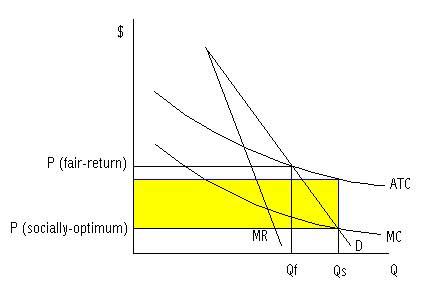 $
P (fair-return)
ATC
P (socially-optimum)
MR
MC
D
Qf
Qs
Q